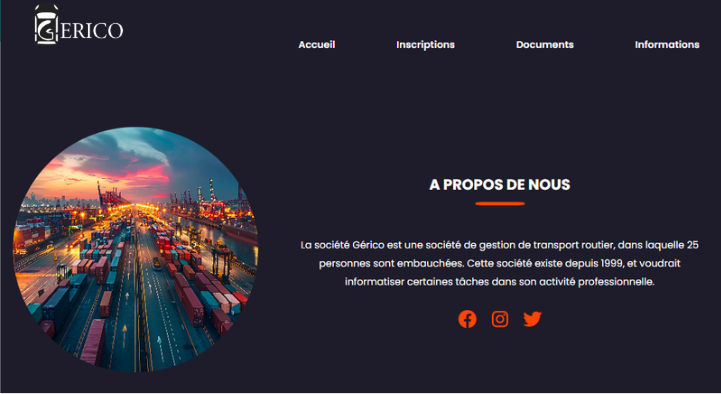 GERICO
Accueil Inscriptions Documents Informations
A PROPOS DE NOUS
La société Gérico est une société de gestion de transport routier, dans laquelle 25
personnes sont embauchées. Cette société existe depuis 1999, et voudrait
informatiser certaines tâches dans son activité professionnelle.